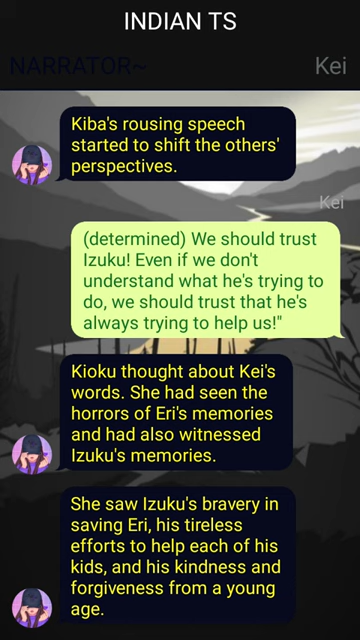 INDIAN TS
NARRATOR~
Kei
Kiba's rousing speech
started to shift the others'
perspectives.
Kei
(determined) We should trust
Izuku! Even if we don't
understand what he's trying to
do, we should trust that he's
always trying to help us!"
Kioku thought about Kei's
words. She had seen the
horrors of Eri's memories
and had also witnessed
Izuku's memories.
She saw Izuku's bravery in
saving Eri, his tireless
efforts to help each of his
kids, and his kindness and
forgiveness from a young
age.